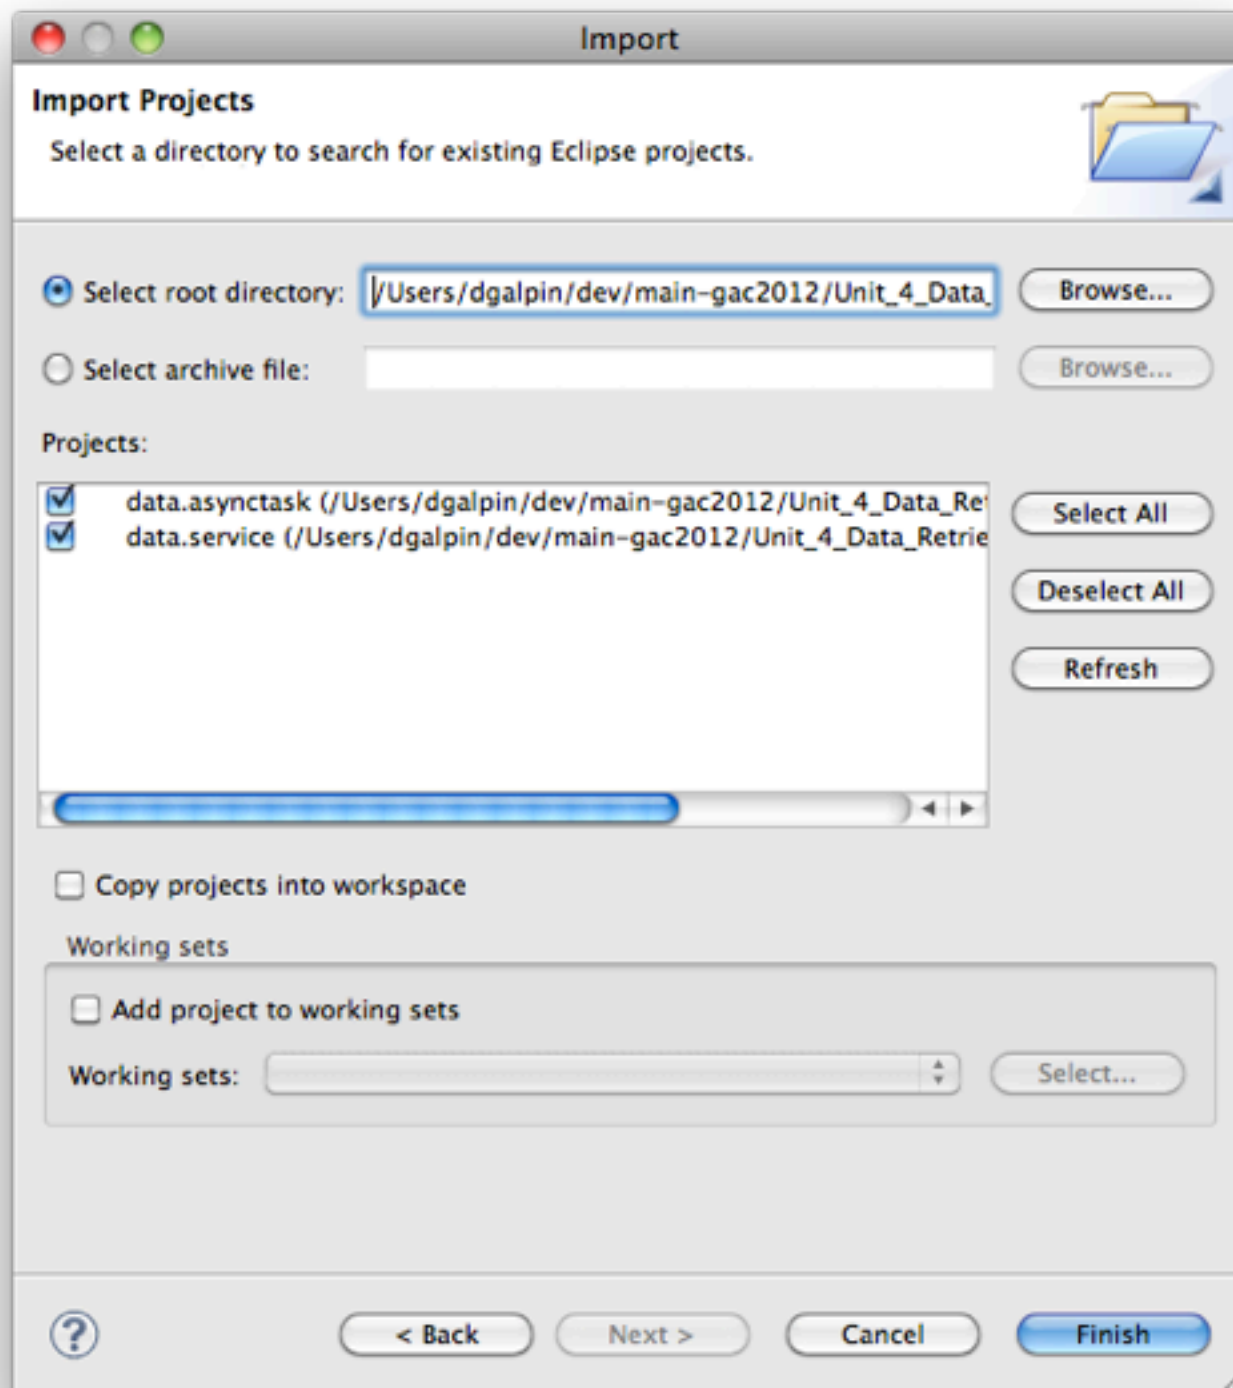 Import
Import Projects
Select a directory to search for existing Eclipse projects.
Select root directory: /Users/dgalpin/dev/main-gac2012/Unit_4_Data_ Browse...
Select archive file: Browse...
Projects:
data.asynctask (/Users/dgalpin/dev/main-gac2012/Unit_4_Data_Ret
data.service (/Users/dgalpin/dev/main-gac2012/Unit_4_Data_Retrie
Select All
Deselect All
Refresh
Copy projects into workspace
Working sets
Add project to working sets
Working sets: Select...
? < Back Next > Cancel Finish